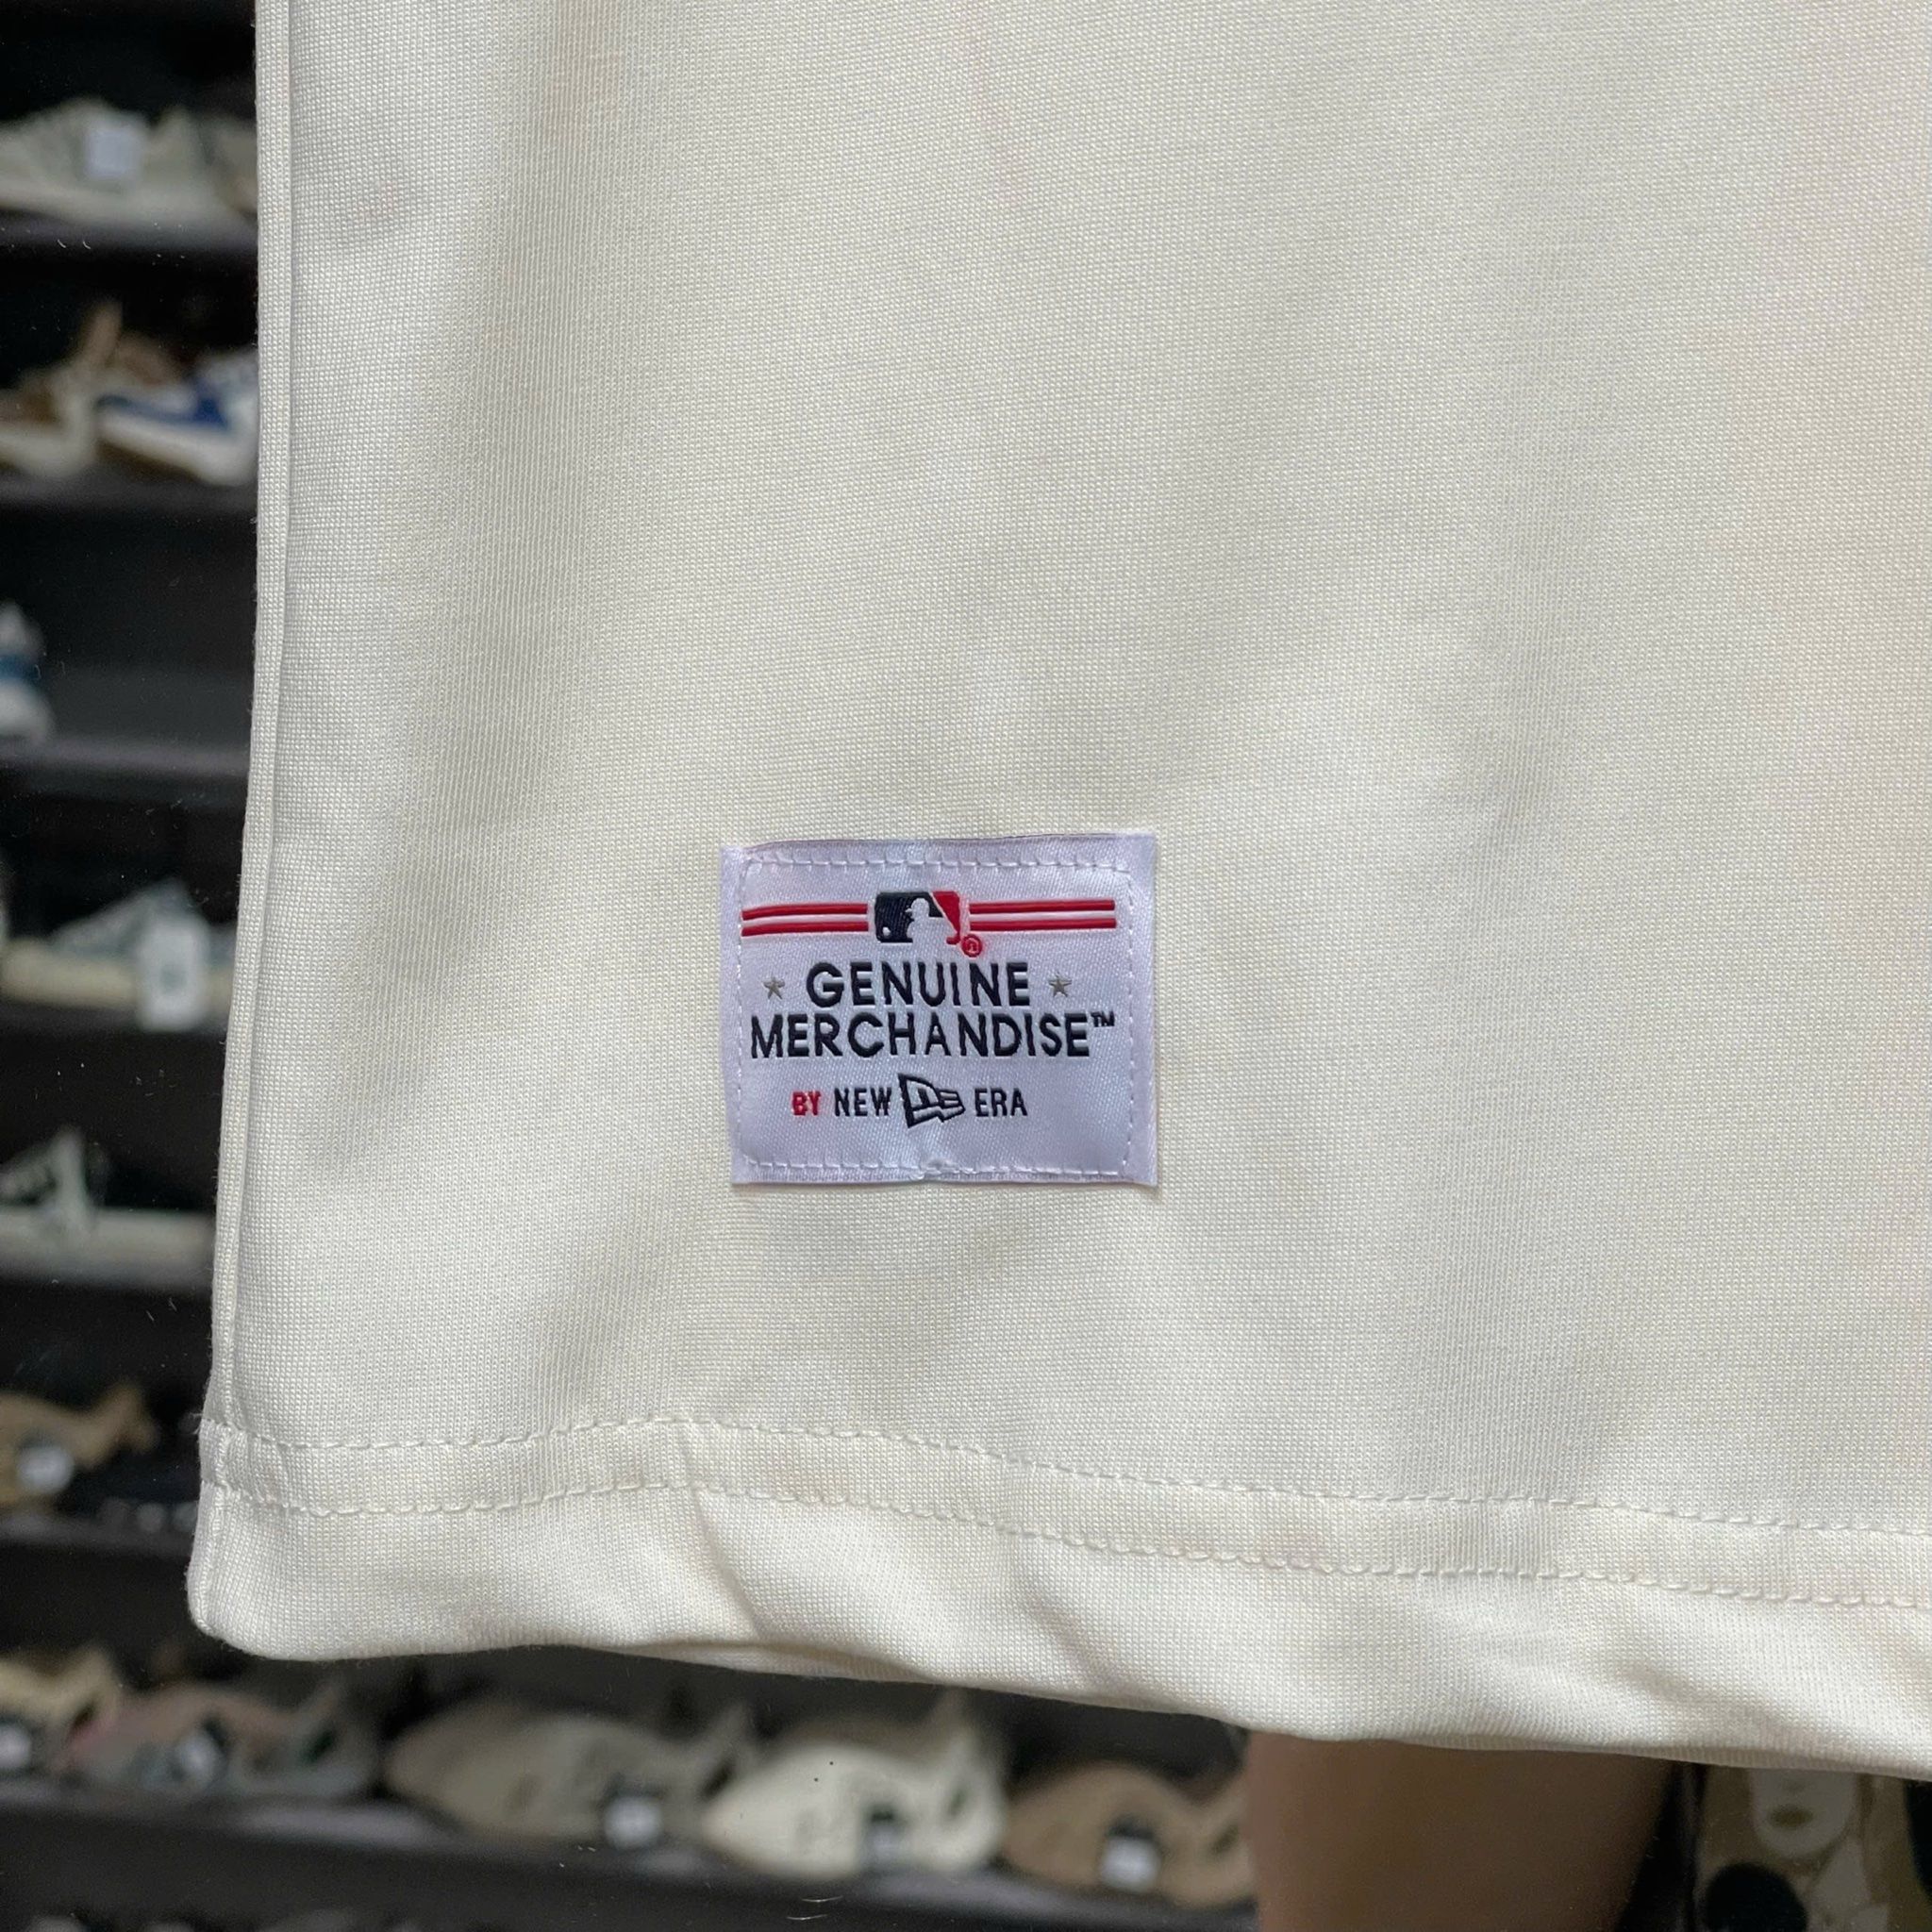 GENUINE
MERCHANDISE™
BY NEW ERA